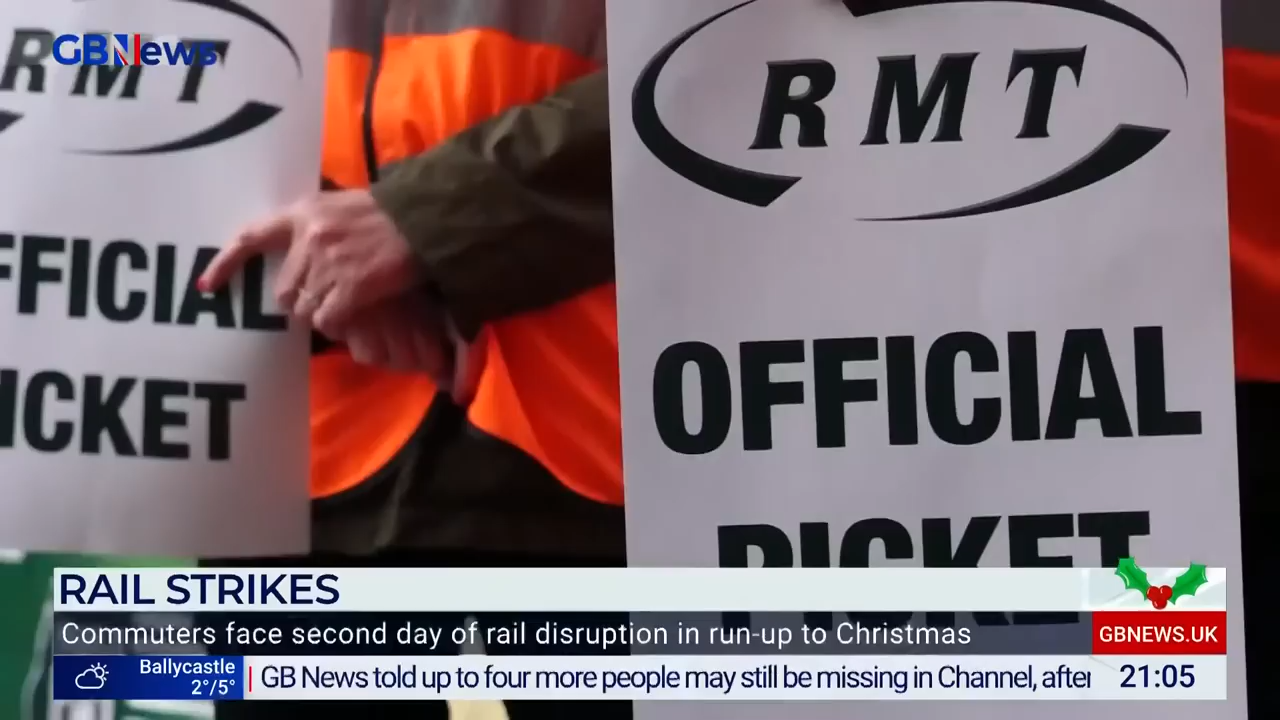 GBNews
RMT
RMT
OFFICIAL
PICKET
OFFICIAL
PICKET
RAIL STRIKES
Commuters face second day of rail disruption in run-up to Christmas
GBNEWS.UK
Ballycastle
2°/5°
GB News told up to four more people may still be missing in Channel, after
21:05